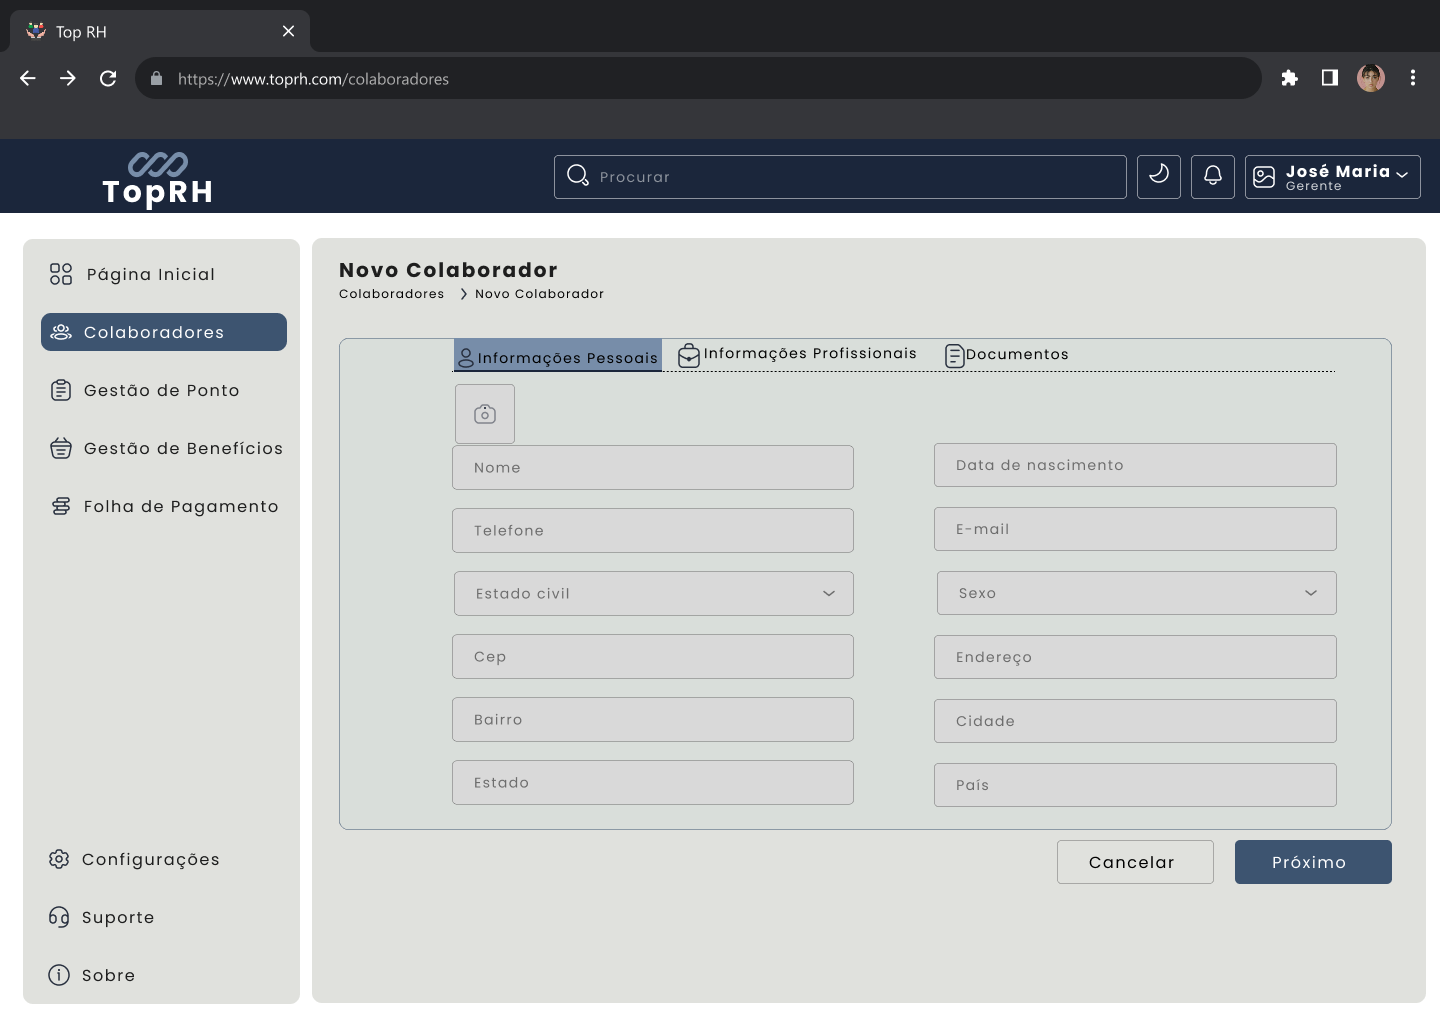 Top RH
https://www.toprh.com/colaboradores
TopRH
Procurar
José Maria
Gerente
Página Inicial
Colaboradores
Gestão de Ponto
Gestão de Benefícios
Folha de Pagamento
Configurações
Suporte
Sobre
Novo Colaborador
Colaboradores > Novo Colaborador
Informações Pessoais Informações Profissionais Documentos
Nome Data de nascimento
Telefone E-mail
Estado civil Sexo
Cep Endereço
Bairro Cidade
Estado País
Cancelar Próximo